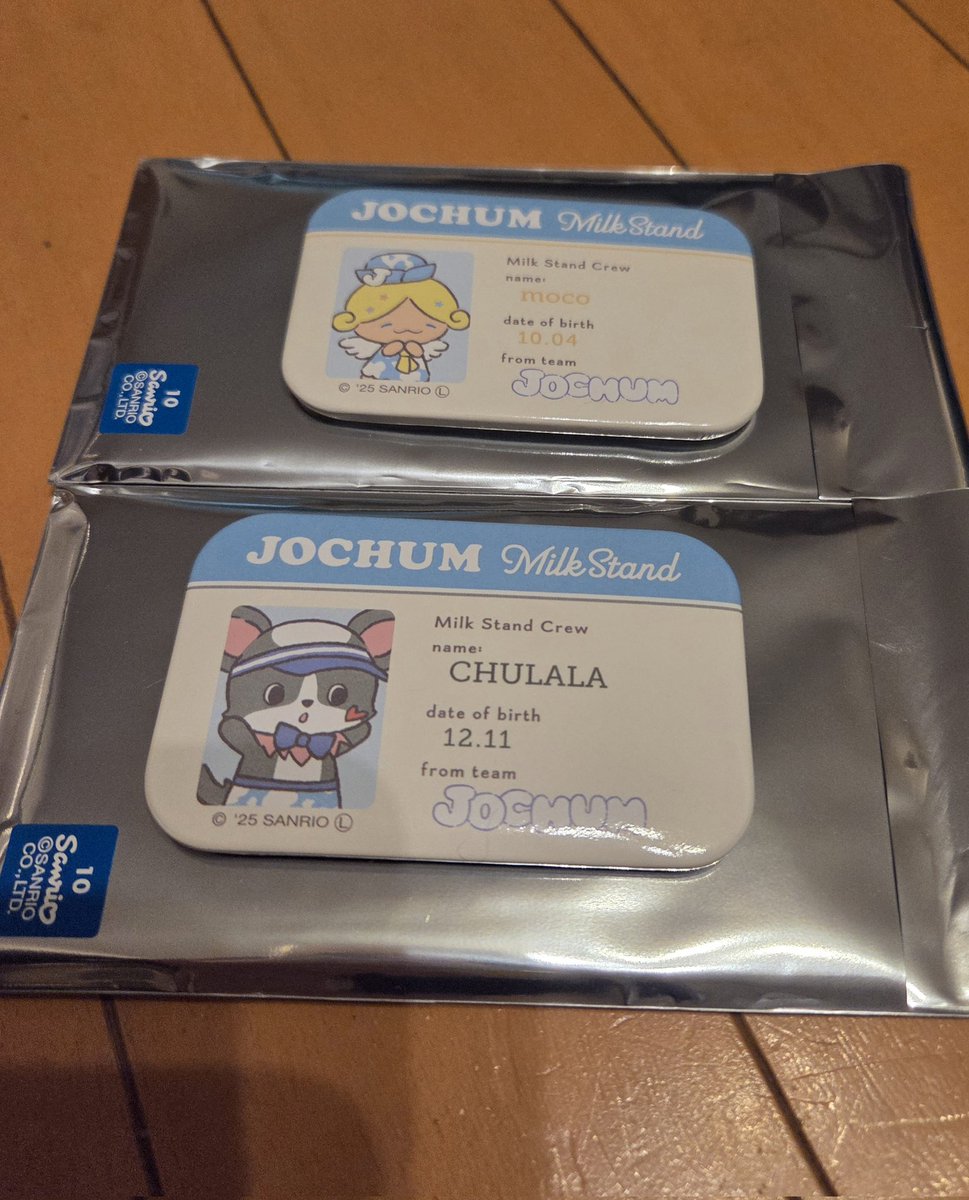 JOCHUM Milk Stand
Milk Stand Crew
name:
moco
date of birth
10.04
from team
JOCHUM
J
© '25 SANRIO Ⓛ
10
Sanrio
©SANRIO
CO.,LTD.
JOCHUM Milk Stand
Milk Stand Crew
name:
CHULALA
date of birth
12.11
from team
JOCHUM
© '25 SANRIO Ⓛ
10
Sanrio
©SANRIO
CO.,LTD.